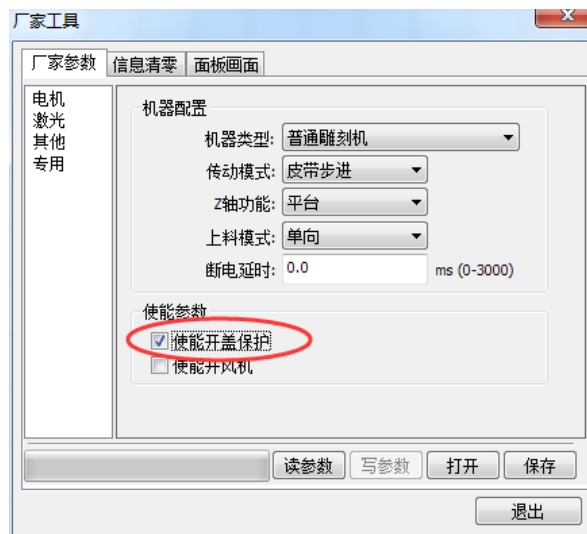 厂家工具
厂家参数 信息清零 面板画面
电机
激光
其他
专用
机器配置
机器类型: 普通雕刻机
传动模式: 皮带步进
Z轴功能: 平台
上料模式: 单向
断电延时: 0.0 ms (0-3000)
使能参数
使能开盖保护
使能开风机
读参数 写参数 打开 保存
退出